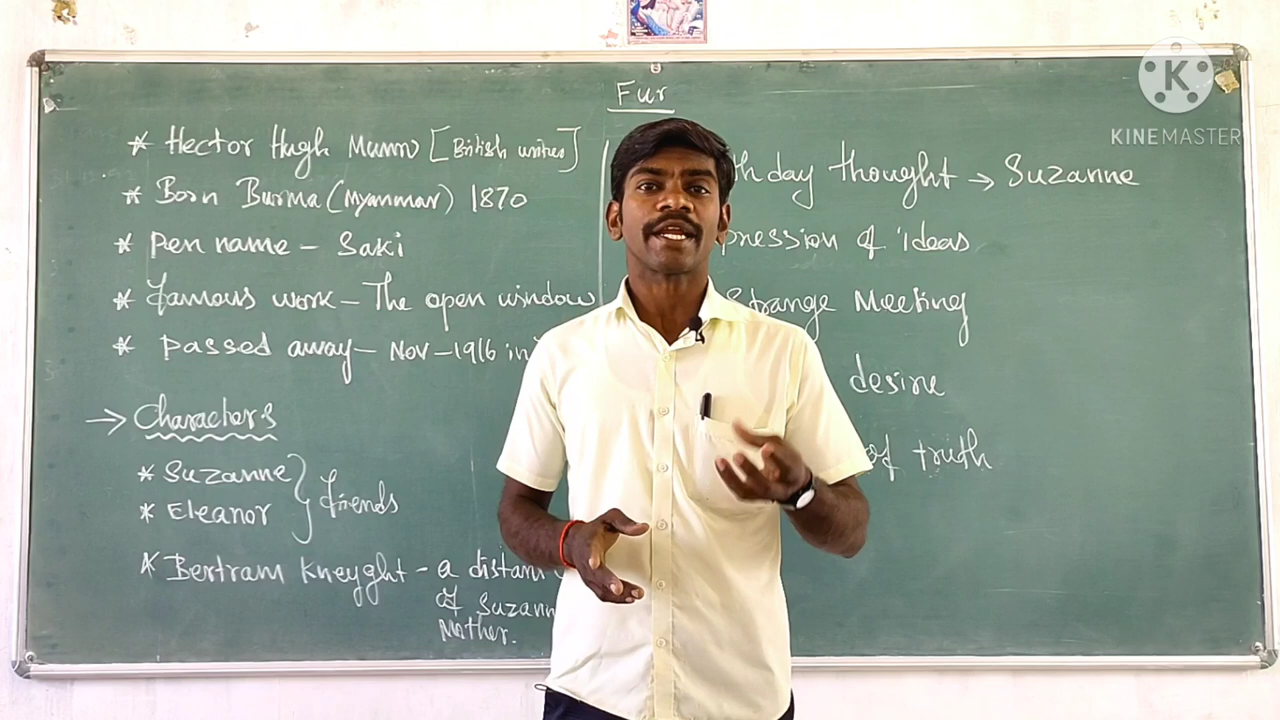 Fur
* Hector Hugh Munro [British writer]
* Born Burma (Myanmar) 1870
* Pen name - Saki
* famous work - The open window
* Passed away - Nov - 1916 in
→ Characters
* Suzanne
* Eleanor
friends
* Bertram Kneyght - a distan
of Suzann
Mother.
th day thought → Suzanne
pression of ideas
Strange Meeting
desire
of truth
K
KINEMASTER